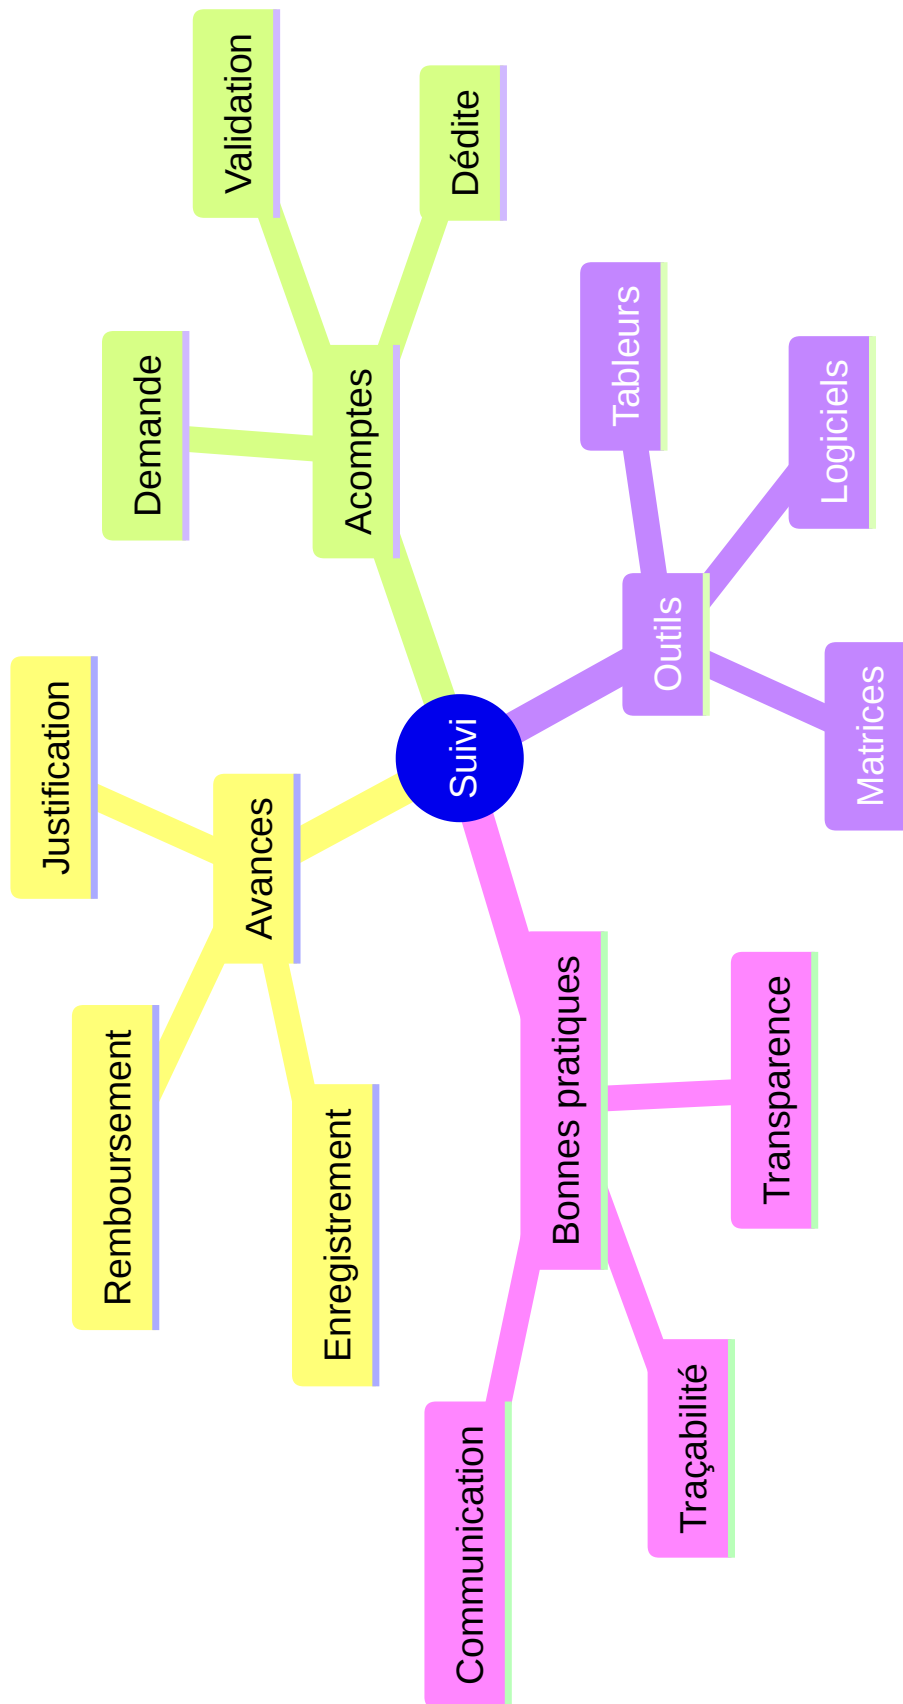 Suivi
Avances
Enregistrement
Remboursement
Justification
Acomptes
Demande
Validation
Dédite
Outils
Tableurs
Logiciels
Matrices
Bonnes pratiques
Transparence
Traçabilité
Communication